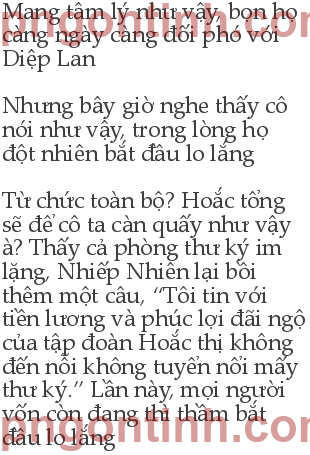 Mang tâm lý như vậy, bọn họ
càng ngày càng đối phó với
Diệp Lan
Nhưng bây giờ nghe thấy cô
nói như vậy, trong lòng họ
đột nhiên bắt đầu lo lắng
Từ chức toàn bộ? Hoắc tổng
sẽ để cô ta càn quấy như vậy
à? Thấy cả phòng thư ký im
lặng, Nhiếp Nhiên lại bồi
thêm một câu, “Tôi tin với
tiền lương và phúc lợi đãi ngộ
của tập đoàn Hoắc thị không
đến nỗi không tuyển nổi mấy
thư ký.” Lần này, mọi người
vốn còn đang thì thầm bắt
đầu lo lắng
pmgontinh.com
pmgontinh.com